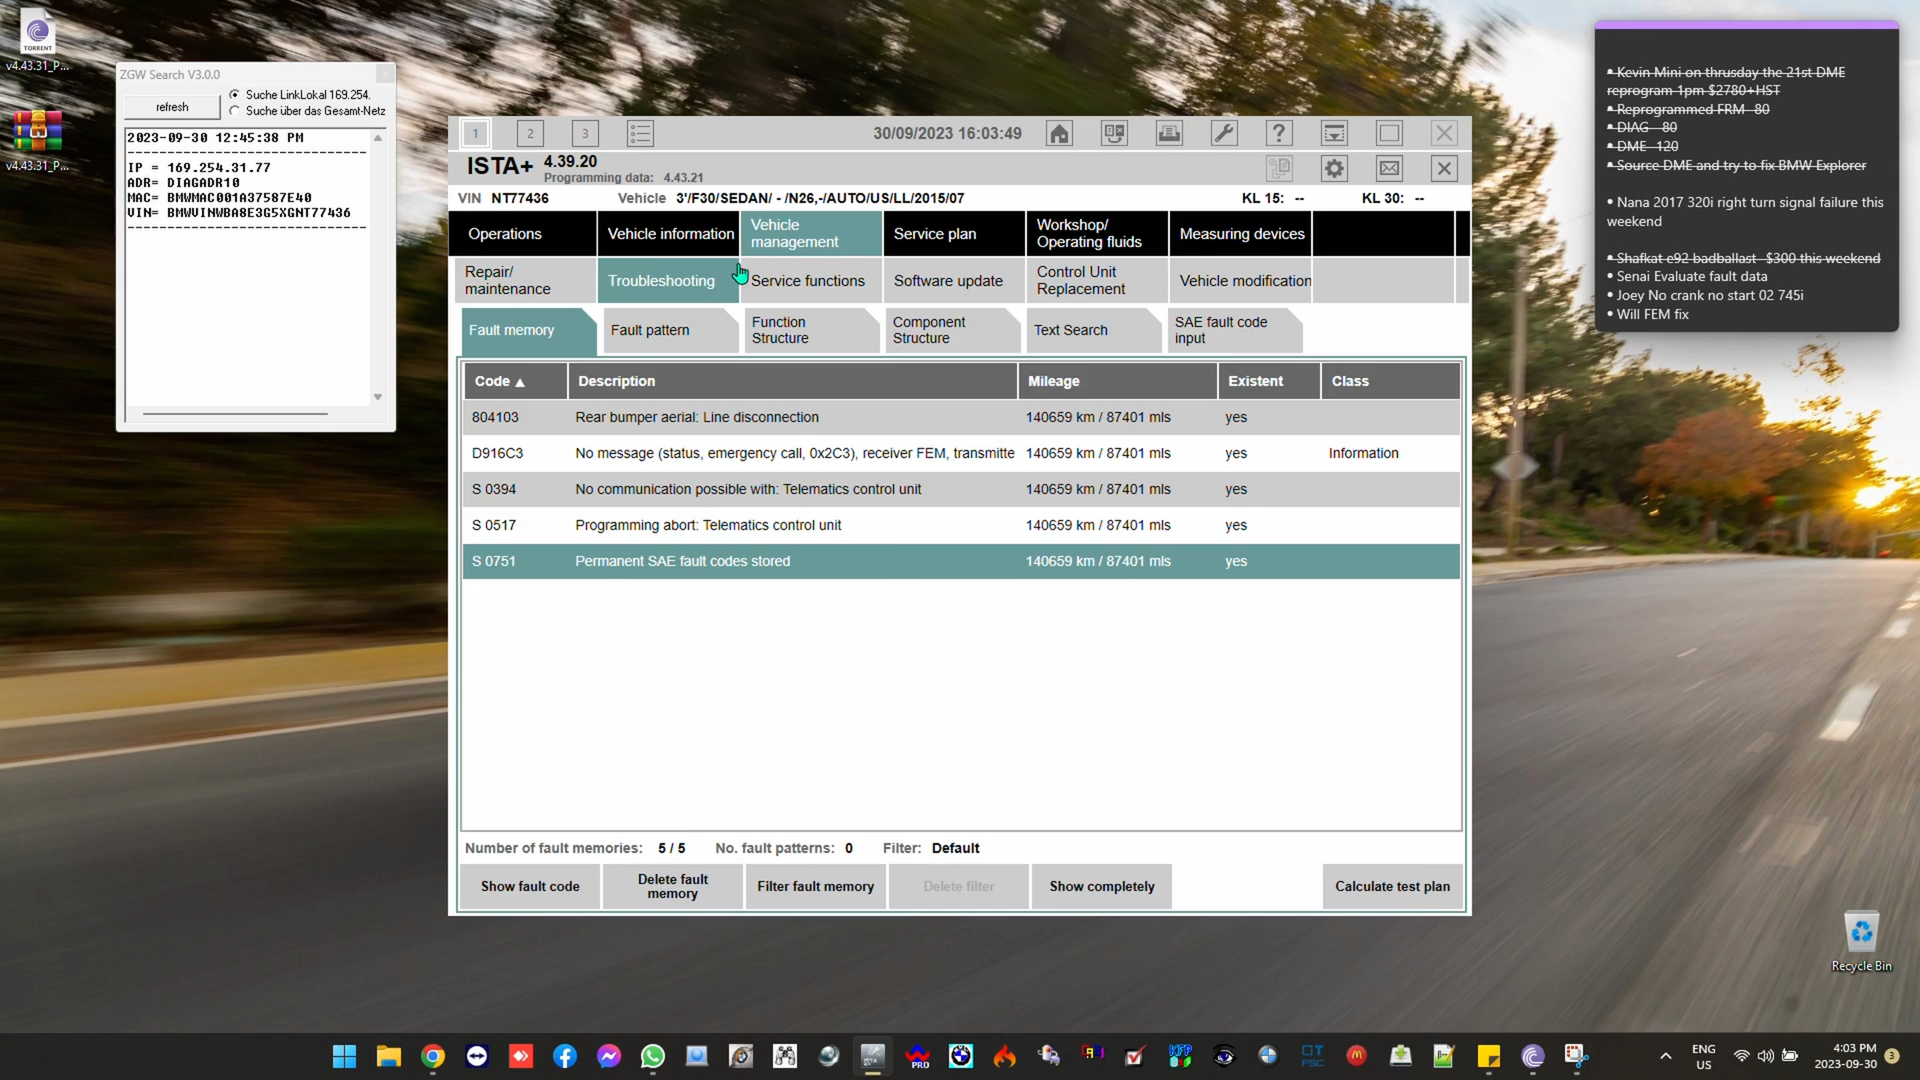 TORRENT
v4.43.31_P...
v4.43.31_P...
ZGW Search V3.0.0
refresh
Suche LinkLokal 169.254.
Suche über das Gesamt-Netz
2023-09-30 12:45:38 PM
IP = 169.254.31.77
ADR= DIAGADR10
MAC= BMWMAC001A37587E40
VIN= BMWVINWBA8E3G5XGNT77436
1
2
3
30/09/2023 16:03:49
ISTA+
4.39.20
Programming data: 4.43.21
VIN NT77436
Vehicle 3'/F30/SEDAN/ - /N26,-/AUTO/US/LL/2015/07
KL 15: --
KL 30: --
Operations
Vehicle information
Vehicle
management
Service plan
Workshop/
Operating fluids
Measuring devices
Repair/
maintenance
Troubleshooting
Service functions
Software update
Control Unit
Replacement
Vehicle modification
Fault memory
Fault pattern
Function
Structure
Component
Structure
Text Search
SAE fault code
input
Code ▲ Description Mileage Existent Class
804103 Rear bumper aerial: Line disconnection 140659 km / 87401 mls yes
D916C3 No message (status, emergency call, 0x2C3), receiver FEM, transmitte 140659 km / 87401 mls yes Information
S 0394 No communication possible with: Telematics control unit 140659 km / 87401 mls yes
S 0517 Programming abort: Telematics control unit 140659 km / 87401 mls yes
S 0751 Permanent SAE fault codes stored 140659 km / 87401 mls yes
Number of fault memories: 5 / 5 No. fault patterns: 0 Filter: Default
Show fault code
Delete fault
memory
Filter fault memory
Delete filter
Show completely
Calculate test plan
• Kevin Mini on thrusday the 21st DME
reprogram 1pm $2780+HST
• Reprogrammed FRM - 80
• DIAG - 80
• DME -120
• Source DME and try to fix BMW Explorer
• Nana 2017 320i right turn signal failure this
weekend
• Shafkat e92 badballast - $300 this weekend
• Senai Evaluate fault data
• Joey No crank no start 02 745i
• Will FEM fix
Recycle Bin
PRO
ENG
US
4:03 PM
2023-09-30
3